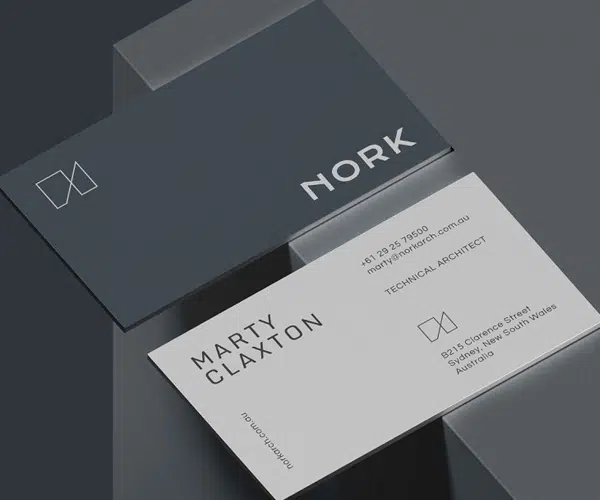 NORK
+61 29 25 79500
marty@norkarch.com.au
TECHNICAL ARCHITECT
MARTY
CLAXTON
8215 Clarence Street
Sydney, New South Wales
Australia
norkarch.com.au